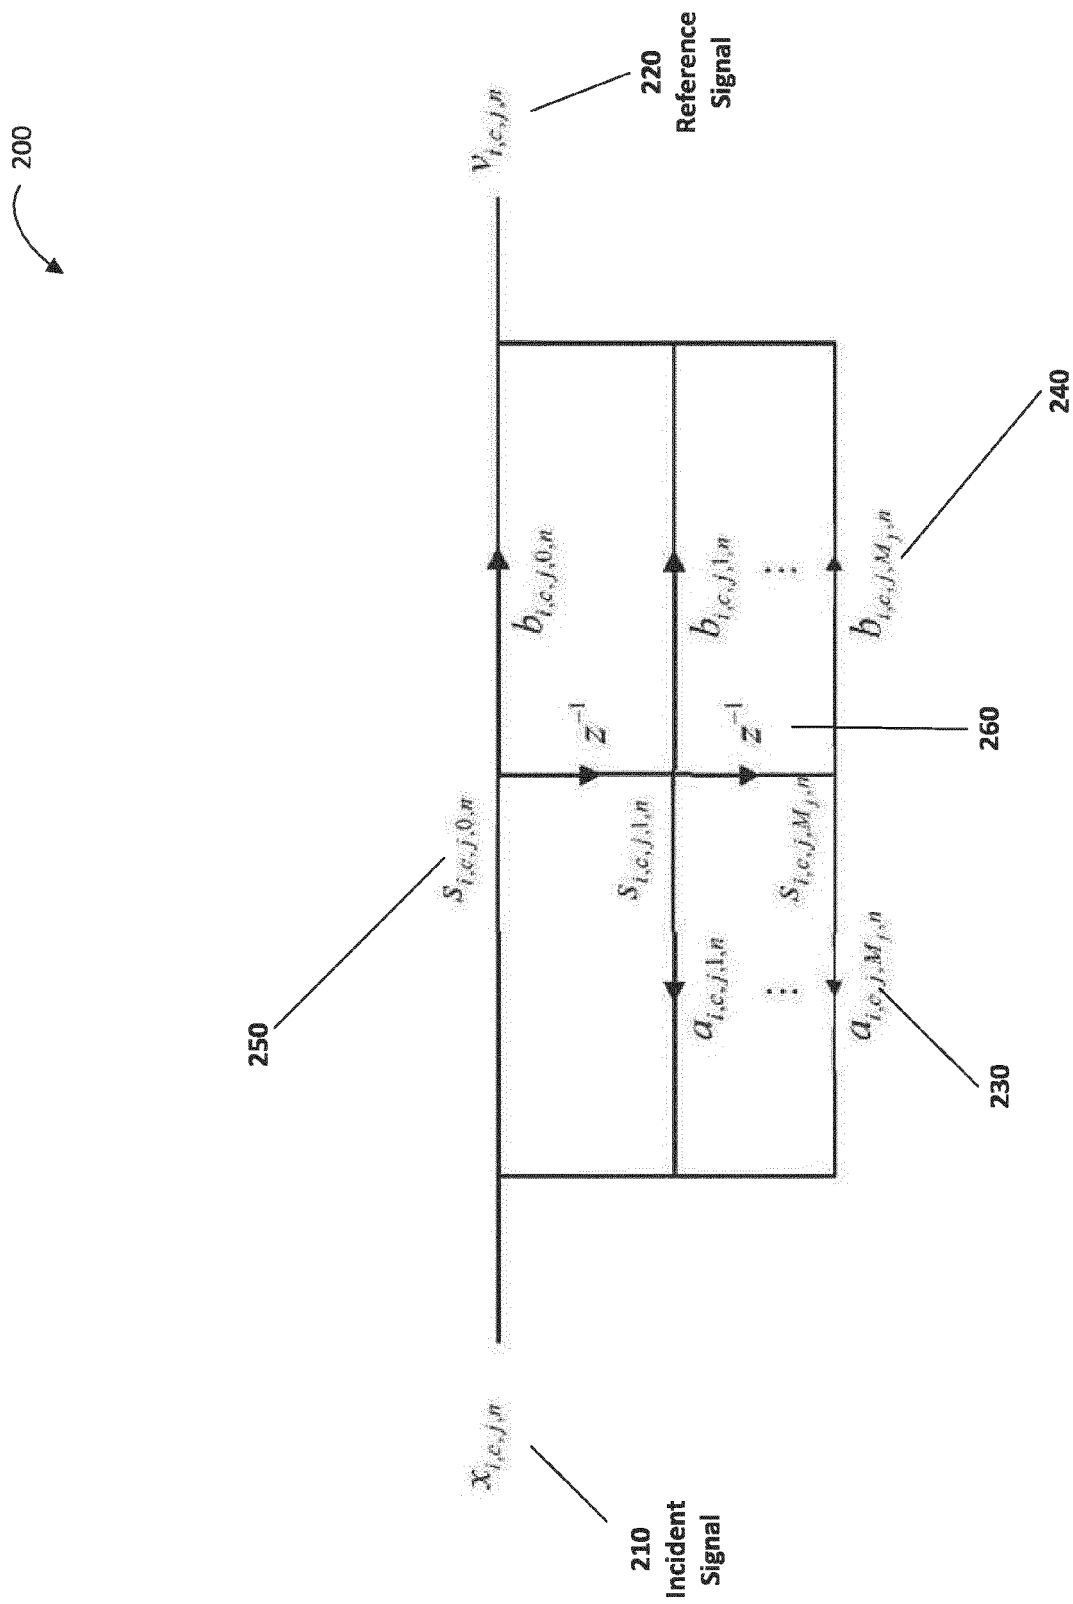 200
220
Reference
Signal
v_{i,c,j,n}
240
b_{i,c,j,0,n}
b_{i,c,j,1,n}
⋮
b_{i,c,j,M_j,n}
z^{-1}
z^{-1}
260
250
s_{i,c,j,0,n}
s_{i,c,j,1,n}
s_{i,c,j,M_j,n}
a_{i,c,j,1,n}
⋮
a_{i,c,j,M_j,n}
230
x_{i,c,j,n}
210
Incident
Signal